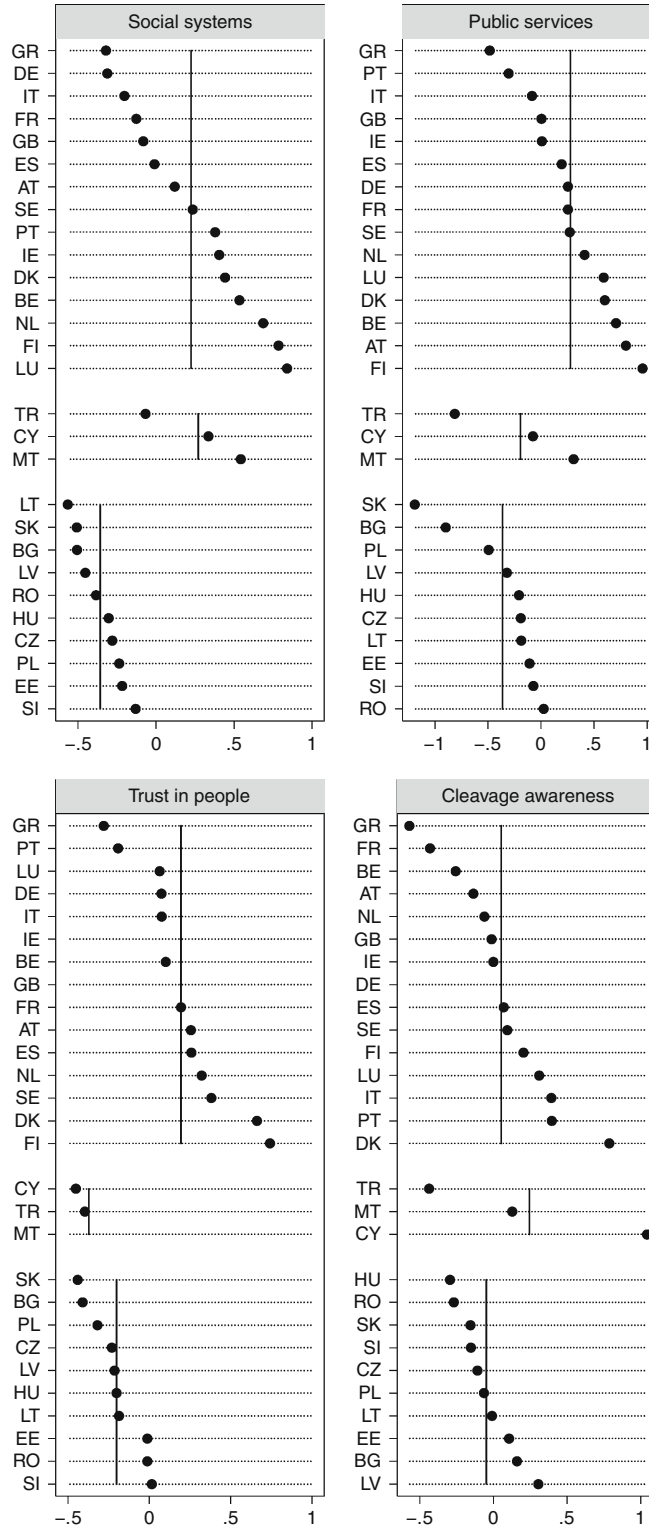 Social systems
GR
DE
IT
FR
GB
ES
AT
SE
PT
IE
DK
BE
NL
FI
LU
TR
CY
MT
LT
SK
BG
LV
RO
HU
CZ
PL
EE
SI
–.5 0 .5 1
Public services
GR
PT
IT
GB
IE
ES
DE
FR
SE
NL
LU
DK
BE
AT
FI
TR
CY
MT
SK
BG
PL
LV
HU
CZ
LT
EE
SI
RO
–1 –.5 0 .5 1
Trust in people
GR
PT
LU
DE
IT
IE
BE
GB
FR
AT
ES
NL
SE
DK
FI
CY
TR
MT
SK
BG
PL
CZ
LV
HU
LT
EE
RO
SI
–.5 0 .5 1
Cleavage awareness
GR
FR
BE
AT
NL
GB
IE
DE
ES
SE
FI
LU
IT
PT
DK
TR
MT
CY
HU
RO
SK
SI
CZ
PL
LT
EE
BG
LV
–.5 0 .5 1